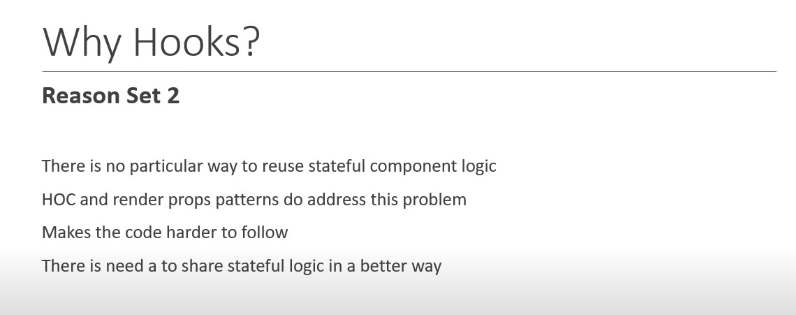 Why Hooks?
Reason Set 2
There is no particular way to reuse stateful component logic
HOC and render props patterns do address this problem
Makes the code harder to follow
There is need a to share stateful logic in a better way